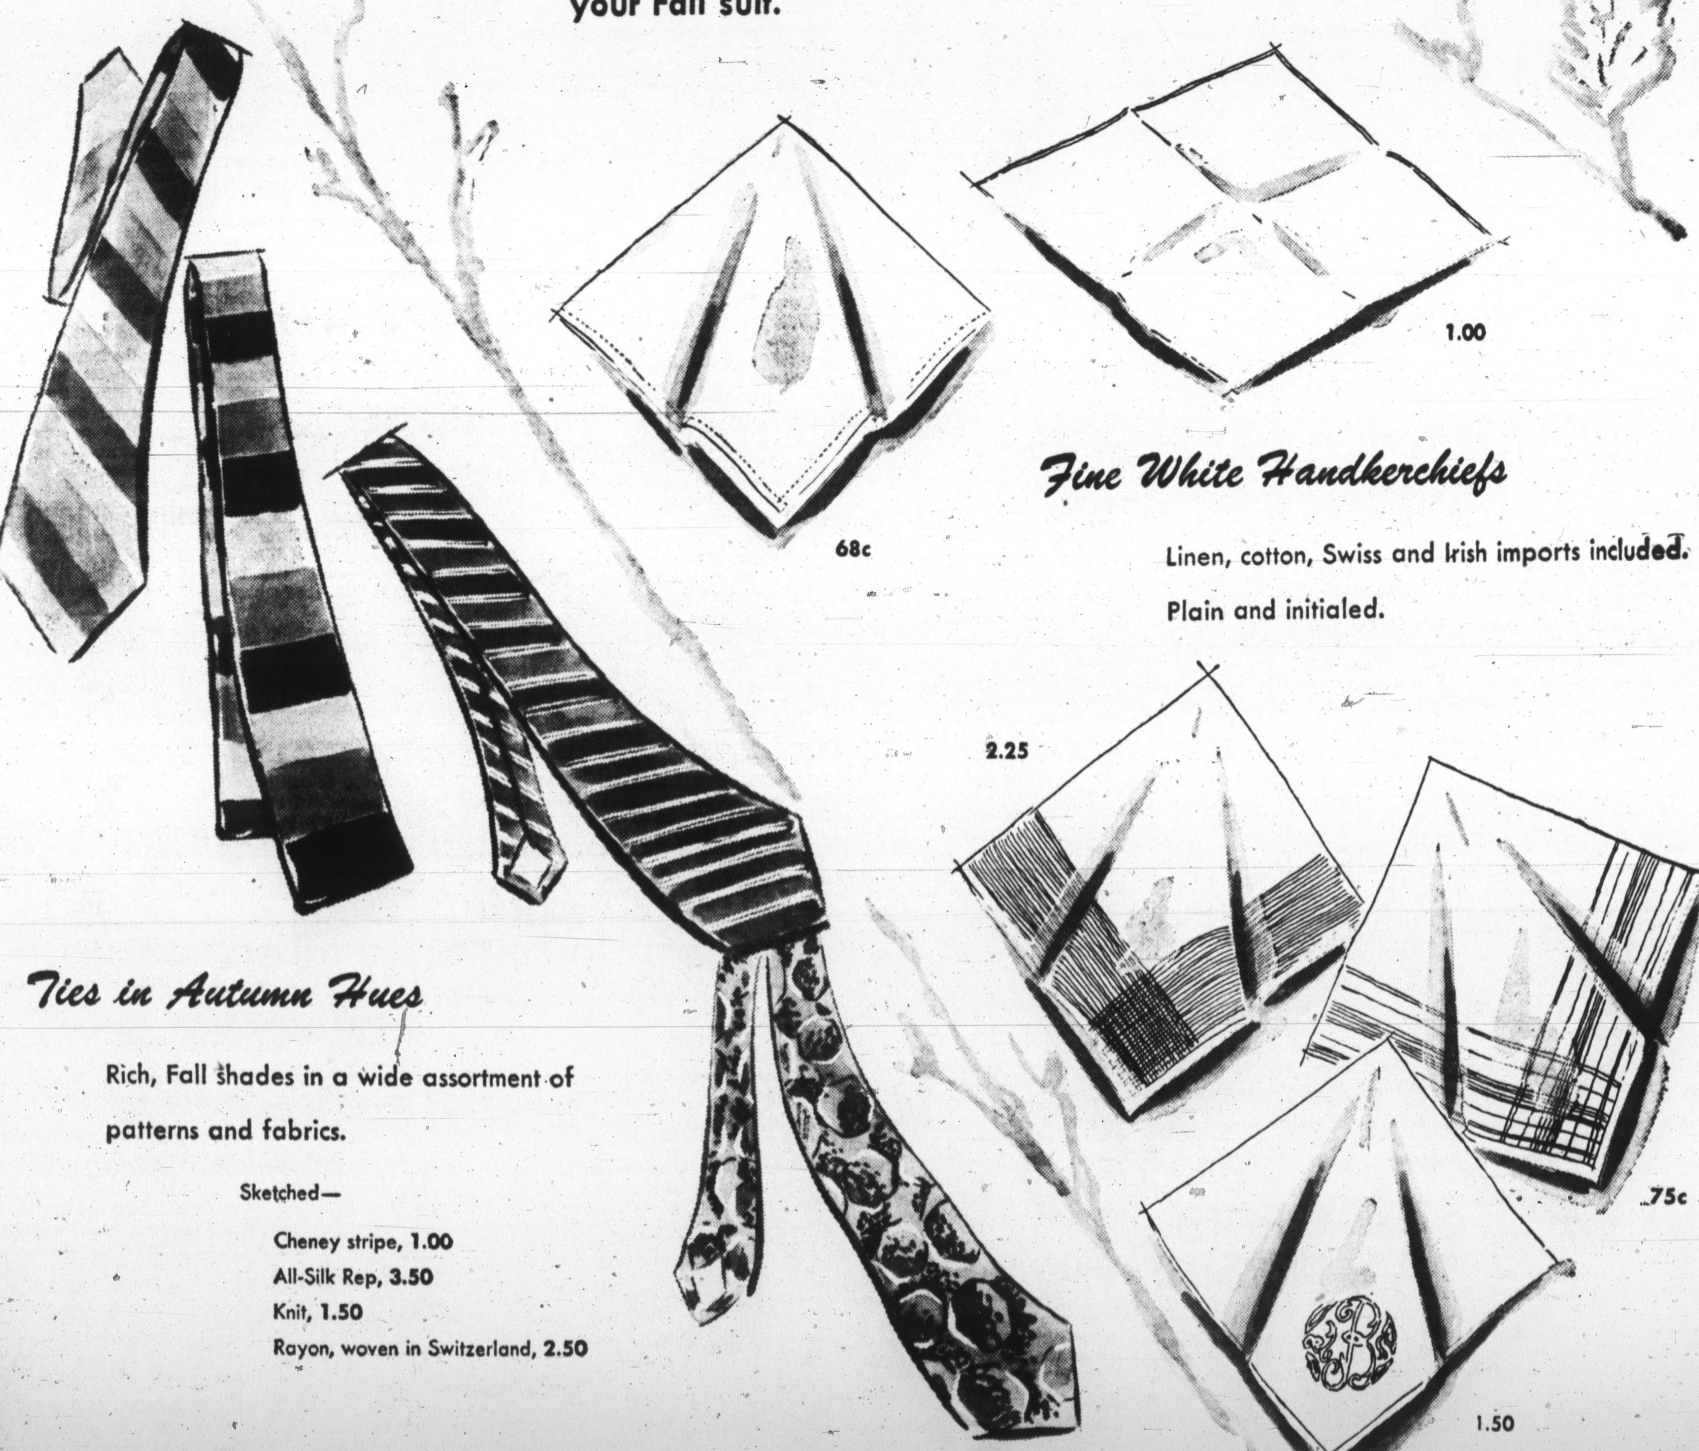 your Fall suit.
1.00
68c
Fine White Handkerchiefs
Linen, cotton, Swiss and Irish imports included.
Plain and initialed.
2.25
75c
1.50
Ties in Autumn Hues
Rich, Fall shades in a wide assortment of
patterns and fabrics.
Sketched—
Cheney stripe, 1.00
All-Silk Rep, 3.50
Knit, 1.50
Rayon, woven in Switzerland, 2.50
B